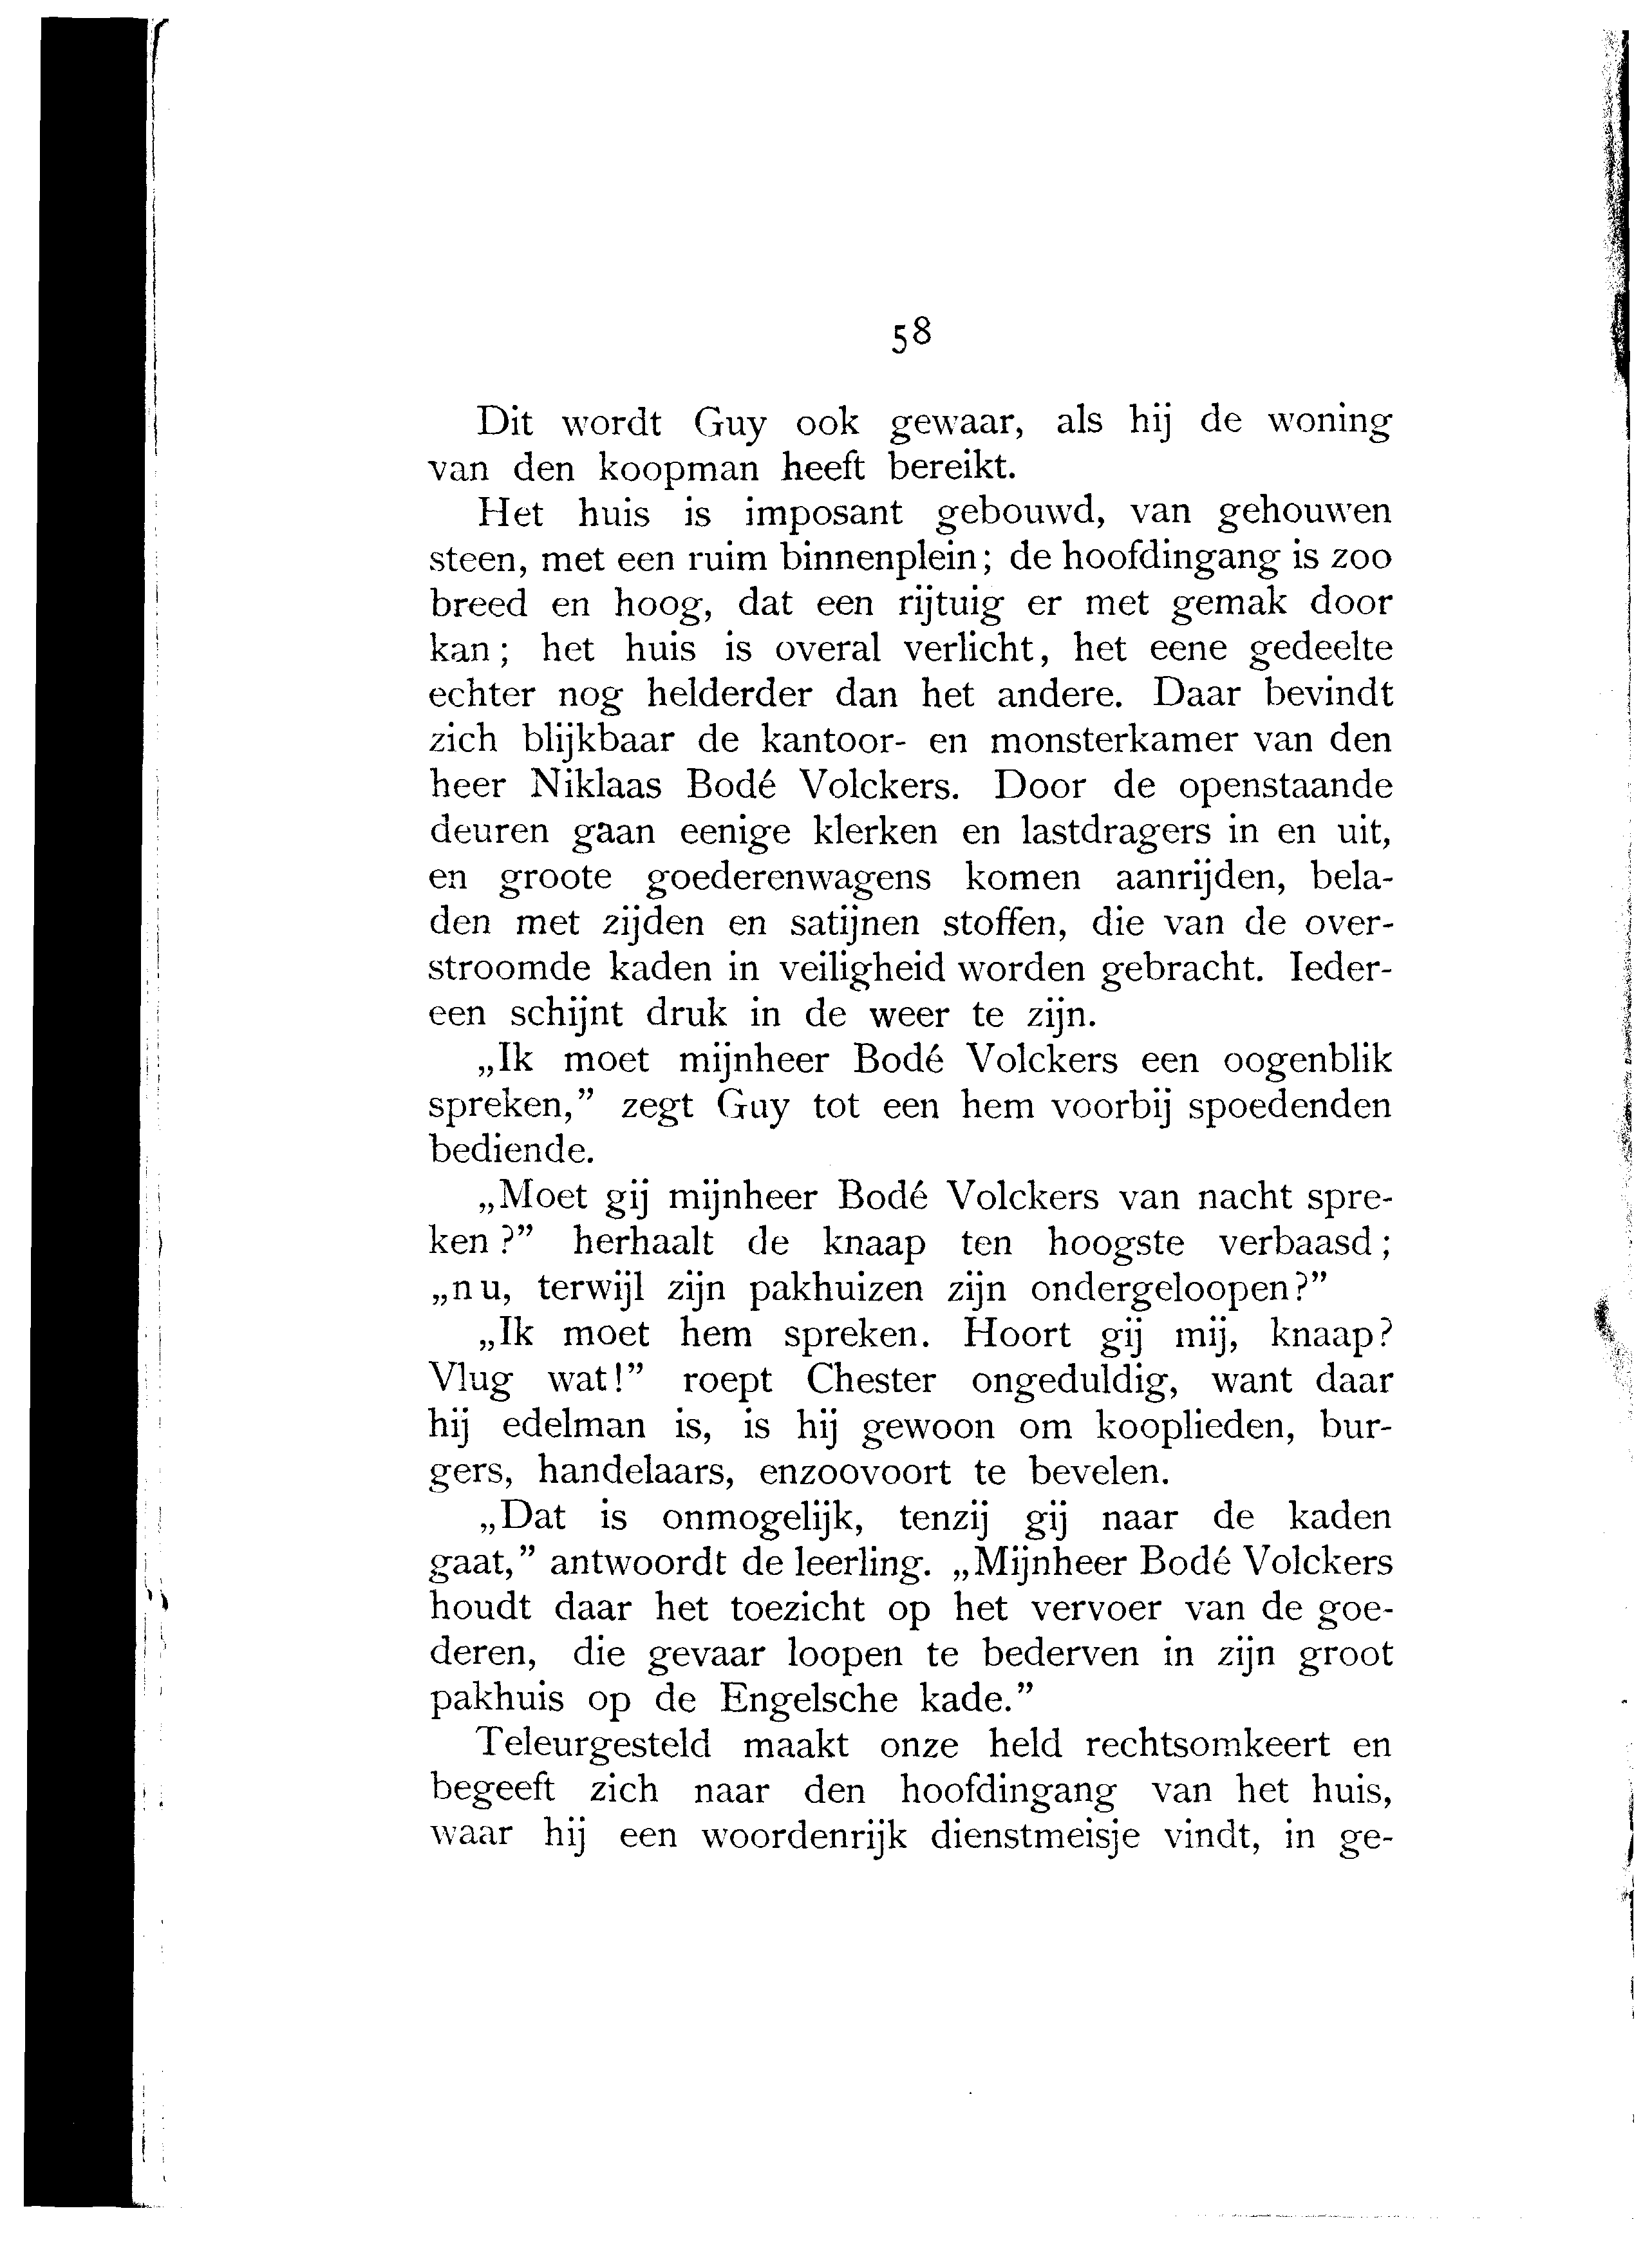 58
Dit wordt Guy ook gewaar, als hij de woning
van den koopman heeft bereikt.
Het huis is imposant gebouwd, van gehouwen
steen, met een ruim binnenplein; de hoofdingang is zoo
breed en hoog, dat een rijtuig er met gemak door
kan; het huis is overal verlicht, het eene gedeelte
echter nog helderder dan het andere. Daar bevindt
zich blijkbaar de kantoor- en monsterkamer van den
heer Niklaas Bodé Volckers. Door de openstaande
deuren gaan eenige klerken en lastdragers in en uit,
en groote goederenwagens komen aanrijden, bela-
den met zijden en satijnen stoffen, die van de over-
stroomde kaden in veiligheid worden gebracht. Ieder-
een schijnt druk in de weer te zijn.
„Ik moet mijnheer Bodé Volckers een oogenblik
spreken,” zegt Guy tot een hem voorbij spoedenden
bediende.
„Moet gij mijnheer Bodé Volckers van nacht spre-
ken?” herhaalt de knaap ten hoogste verbaasd;
„nu, terwijl zijn pakhuizen zijn ondergeloopen?”
„Ik moet hem spreken. Hoort gij mij, knaap?
Vlug wat!” roept Chester ongeduldig, want daar
hij edelman is, is hij gewoon om kooplieden, bur-
gers, handelaars, enzoovoort te bevelen.
„Dat is onmogelijk, tenzij gij naar de kaden
gaat,” antwoordt de leerling. „Mijnheer Bodé Volckers
houdt daar het toezicht op het vervoer van de goe-
deren, die gevaar loopen te bederven in zijn groot
pakhuis op de Engelsche kade.”
Teleurgesteld maakt onze held rechtsomkeert en
begeeft zich naar den hoofdingang van het huis,
waar hij een woordenrijk dienstmeisje vindt, in ge-